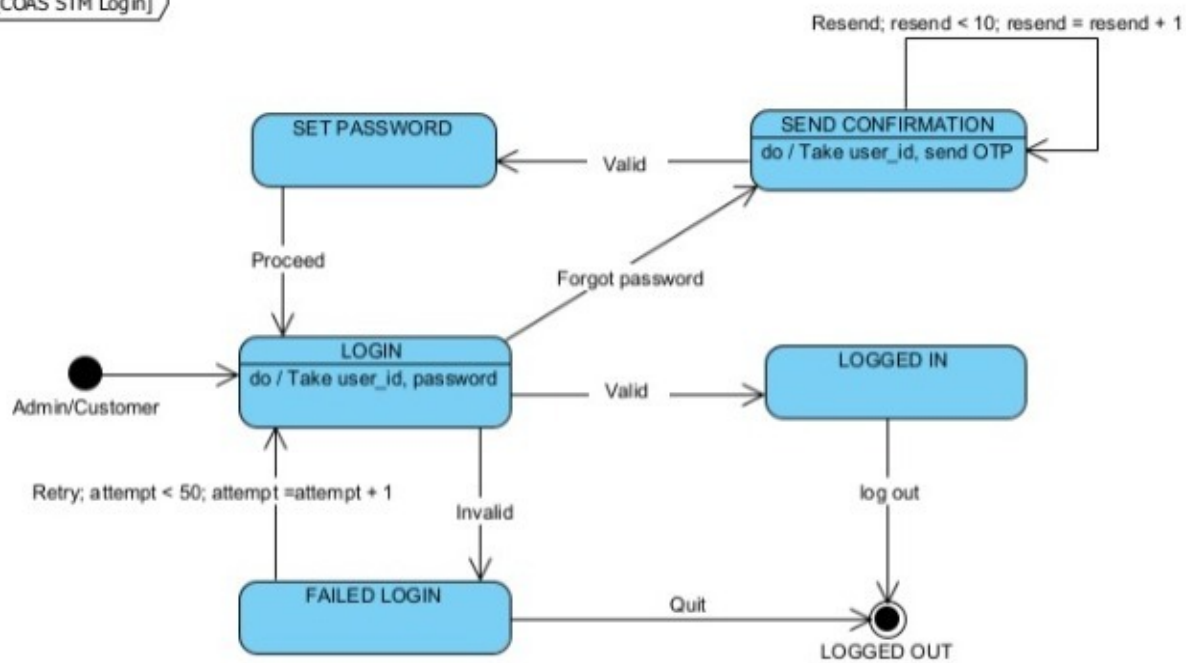 COAS STM Login]
Resend; resend < 10; resend = resend + 1
SET PASSWORD
SEND CONFIRMATION
do / Take user_id, send OTP
Valid
Proceed
Forgot password
LOGIN
do / Take user_id, password
LOGGED IN
Valid
Admin/Customer
Retry; attempt < 50; attempt =attempt + 1
log out
Invalid
FAILED LOGIN
Quit
LOGGED OUT